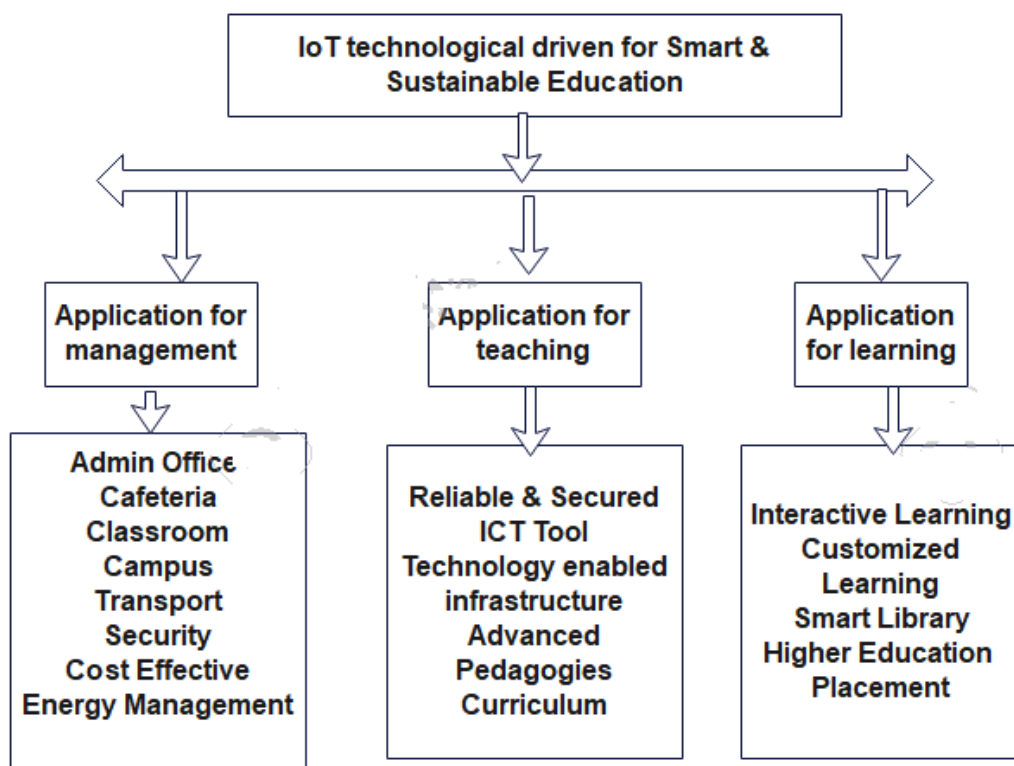 IoT technological driven for Smart &
Sustainable Education
Application for
management
Application for
teaching
Application
for learning
Admin Office
Cafeteria
Classroom
Campus
Transport
Security
Cost Effective
Energy Management
Reliable & Secured
ICT Tool
Technology enabled
infrastructure
Advanced
Pedagogies
Curriculum
Interactive Learning
Customized
Learning
Smart Library
Higher Education
Placement